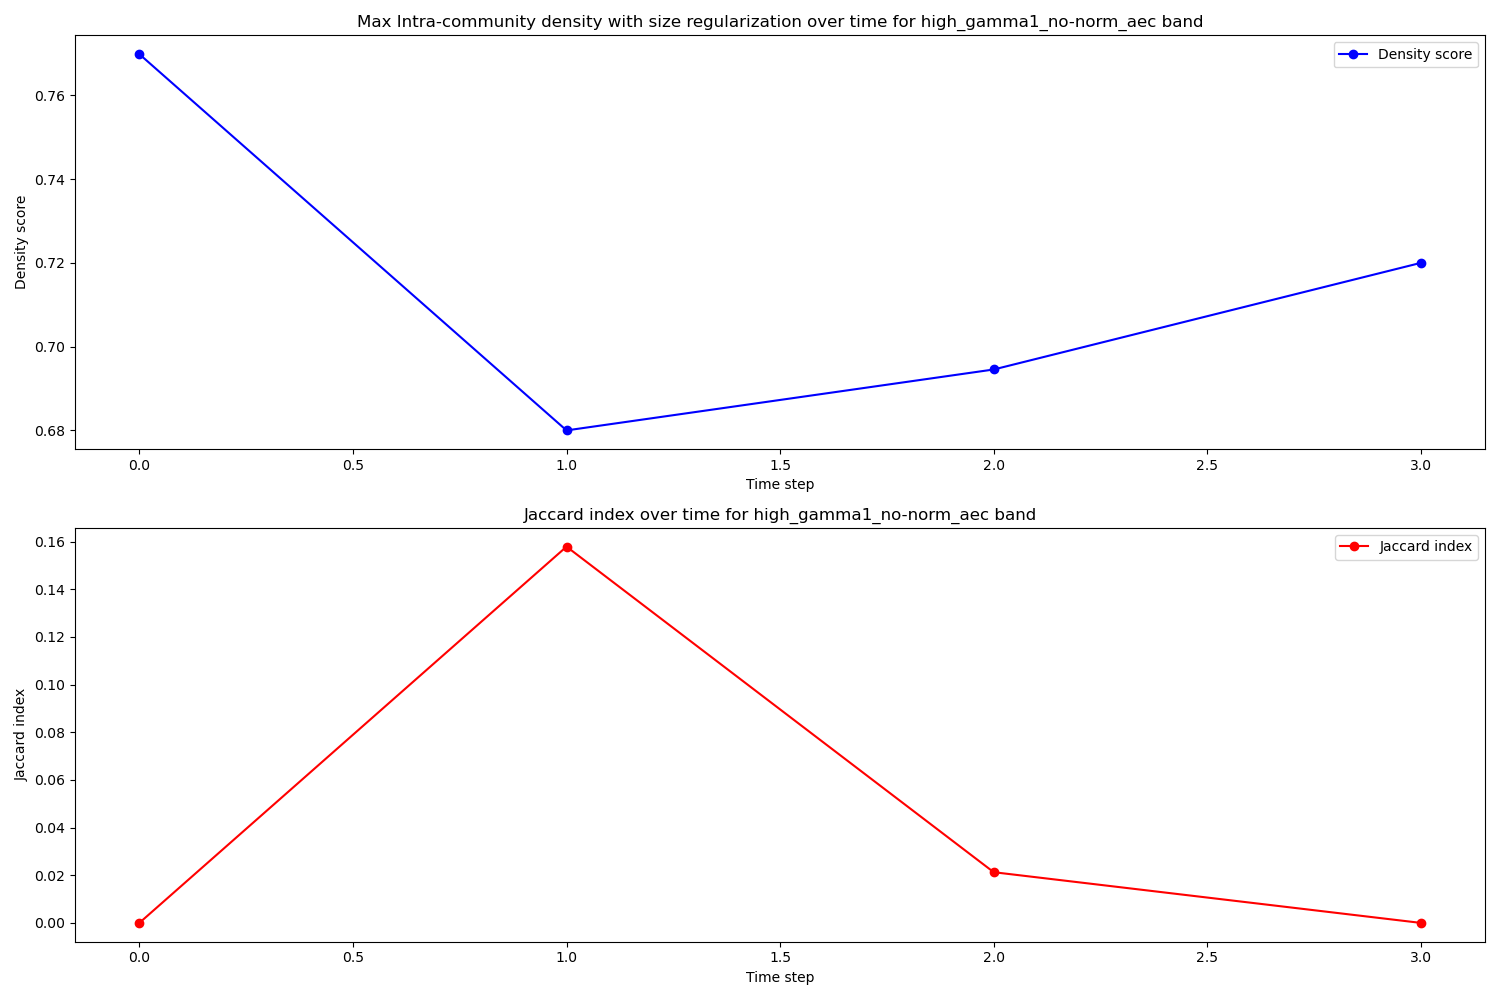 Max Intra-community density with size regularization over time for high_gamma1_no-norm_aec band
Density score
0.76
0.74
0.72
0.70
0.68
Density score
0.0 0.5 1.0 1.5 2.0 2.5 3.0
Time step
Jaccard index over time for high_gamma1_no-norm_aec band
Jaccard index
0.16
0.14
0.12
0.10
0.08
0.06
0.04
0.02
0.00
Jaccard index
0.0 0.5 1.0 1.5 2.0 2.5 3.0
Time step